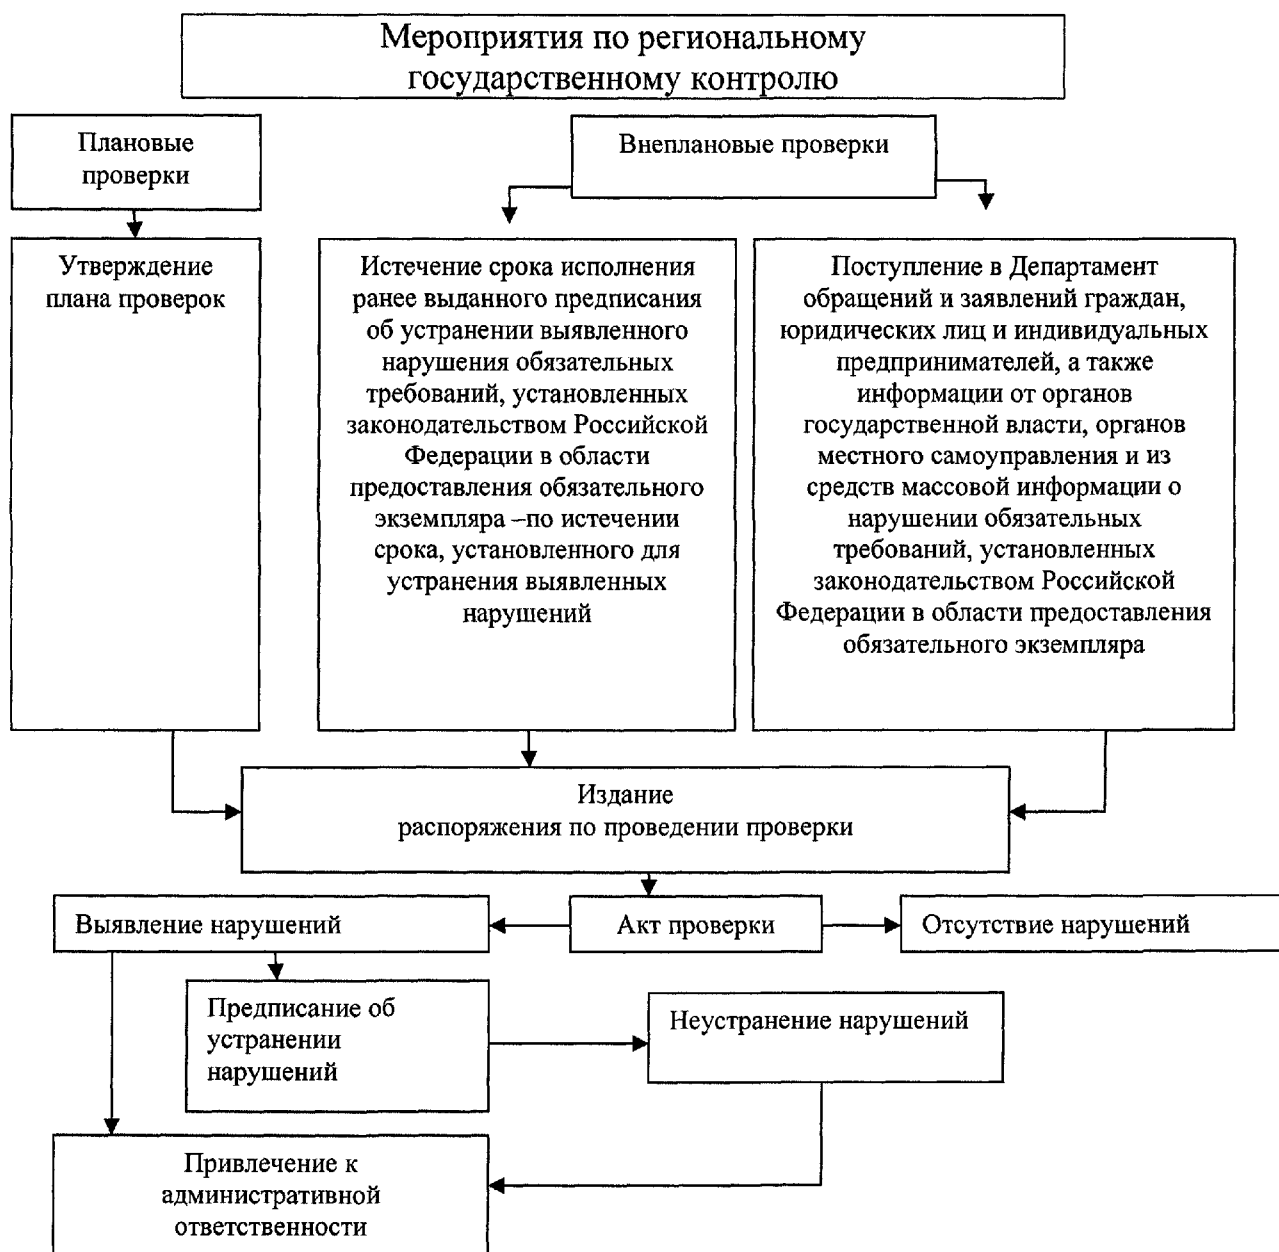 Мероприятия по региональному
государственному контролю
Плановые
проверки
Внеплановые проверки
Утверждение
плана проверок
Истечение срока исполнения
ранее выданного предписания
об устранении выявленного
нарушения обязательных
требований, установленных
законодательством Российской
Федерации в области
предоставления обязательного
экземпляра –по истечении
срока, установленного для
устранения выявленных
нарушений
Поступление в Департамент
обращений и заявлений граждан,
юридических лиц и индивидуальных
предпринимателей, а также
информации от органов
государственной власти, органов
местного самоуправления и из
средств массовой информации о
нарушении обязательных
требований, установленных
законодательством Российской
Федерации в области предоставления
обязательного экземпляра
Издание
распоряжения по проведении проверки
Выявление нарушений
Акт проверки
Отсутствие нарушений
Предписание об
устранении
нарушений
Неустранение нарушений
Привлечение к
административной
ответственности